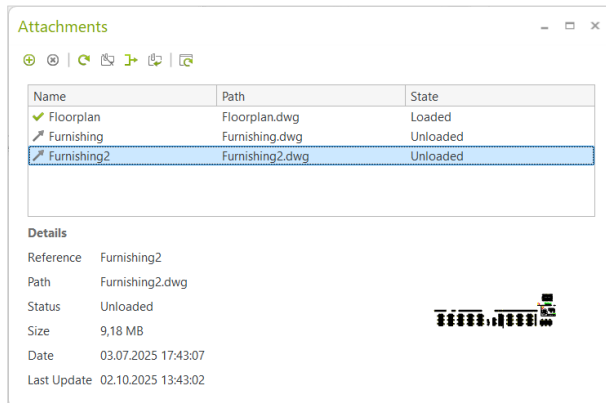 Attachments
Name Path State
Floorplan Floorplan.dwg Loaded
Furnishing Furnishing.dwg Unloaded
Furnishing2 Furnishing2.dwg Unloaded
Details
Reference Furnishing2
Path Furnishing2.dwg
Status Unloaded
Size 9,18 MB
Date 03.07.2025 17:43:07
Last Update 02.10.2025 13:43:02